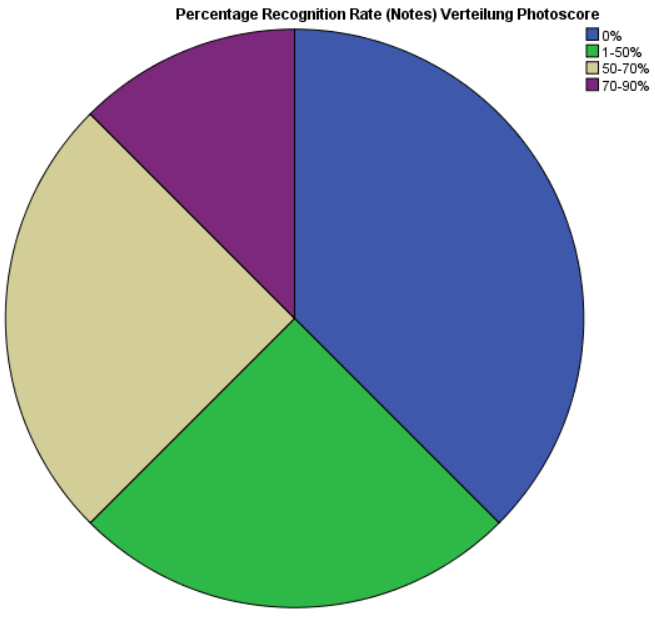 Percentage Recognition Rate (Notes) Verteilung Photoscore
0%
1-50%
50-70%
70-90%